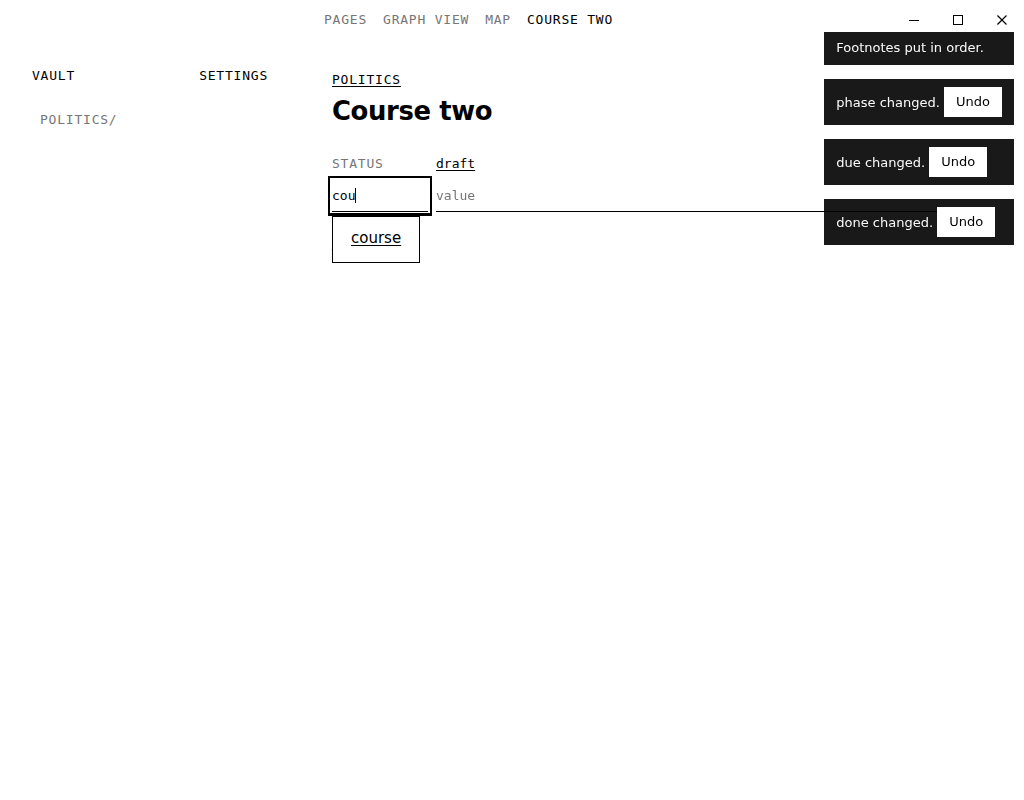 PAGES GRAPH VIEW MAP COURSE TWO
Footnotes put in order.
VAULT SETTINGS
POLITICS
phase changed. Undo
Course two
POLITICS/
STATUS draft
due changed. Undo
cou value
done changed. Undo
course